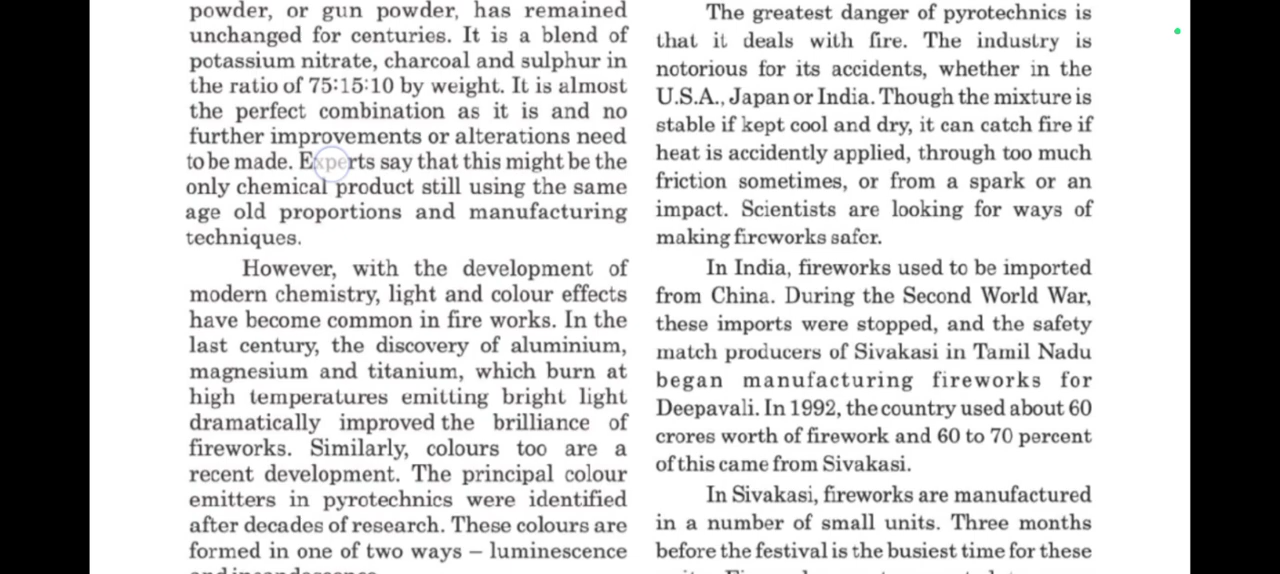 powder, or gun powder, has remained
unchanged for centuries. It is a blend of
potassium nitrate, charcoal and sulphur in
the ratio of 75:15:10 by weight. It is almost
the perfect combination as it is and no
further improvements or alterations need
to be made. Experts say that this might be the
only chemical product still using the same
age old proportions and manufacturing
techniques.
However, with the development of
modern chemistry, light and colour effects
have become common in fire works. In the
last century, the discovery of aluminium,
magnesium and titanium, which burn at
high temperatures emitting bright light
dramatically improved the brilliance of
fireworks. Similarly, colours too are a
recent development. The principal colour
emitters in pyrotechnics were identified
after decades of research. These colours are
formed in one of two ways – luminescence
and incandescence
The greatest danger of pyrotechnics is
that it deals with fire. The industry is
notorious for its accidents, whether in the
U.S.A., Japan or India. Though the mixture is
stable if kept cool and dry, it can catch fire if
heat is accidently applied, through too much
friction sometimes, or from a spark or an
impact. Scientists are looking for ways of
making fireworks safer.
In India, fireworks used to be imported
from China. During the Second World War,
these imports were stopped, and the safety
match producers of Sivakasi in Tamil Nadu
began manufacturing fireworks for
Deepavali. In 1992, the country used about 60
crores worth of firework and 60 to 70 percent
of this came from Sivakasi.
In Sivakasi, fireworks are manufactured
in a number of small units. Three months
before the festival is the busiest time for these